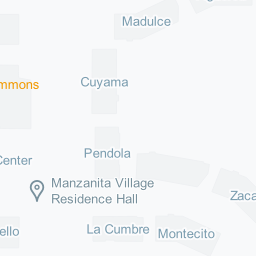 Madulce
Cuyama
mmons
Pendola
Center
Manzanita Village
Residence Hall
Zaca
La Cumbre
Montecito
ello